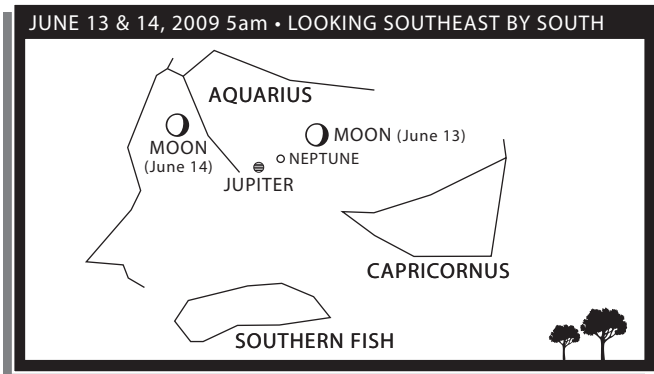 JUNE 13 & 14, 2009 5am • LOOKING SOUTHEAST BY SOUTH
AQUARIUS
MOON
(June 14)
MOON (June 13)
NEPTUNE
JUPITER
CAPRICORNUS
SOUTHERN FISH